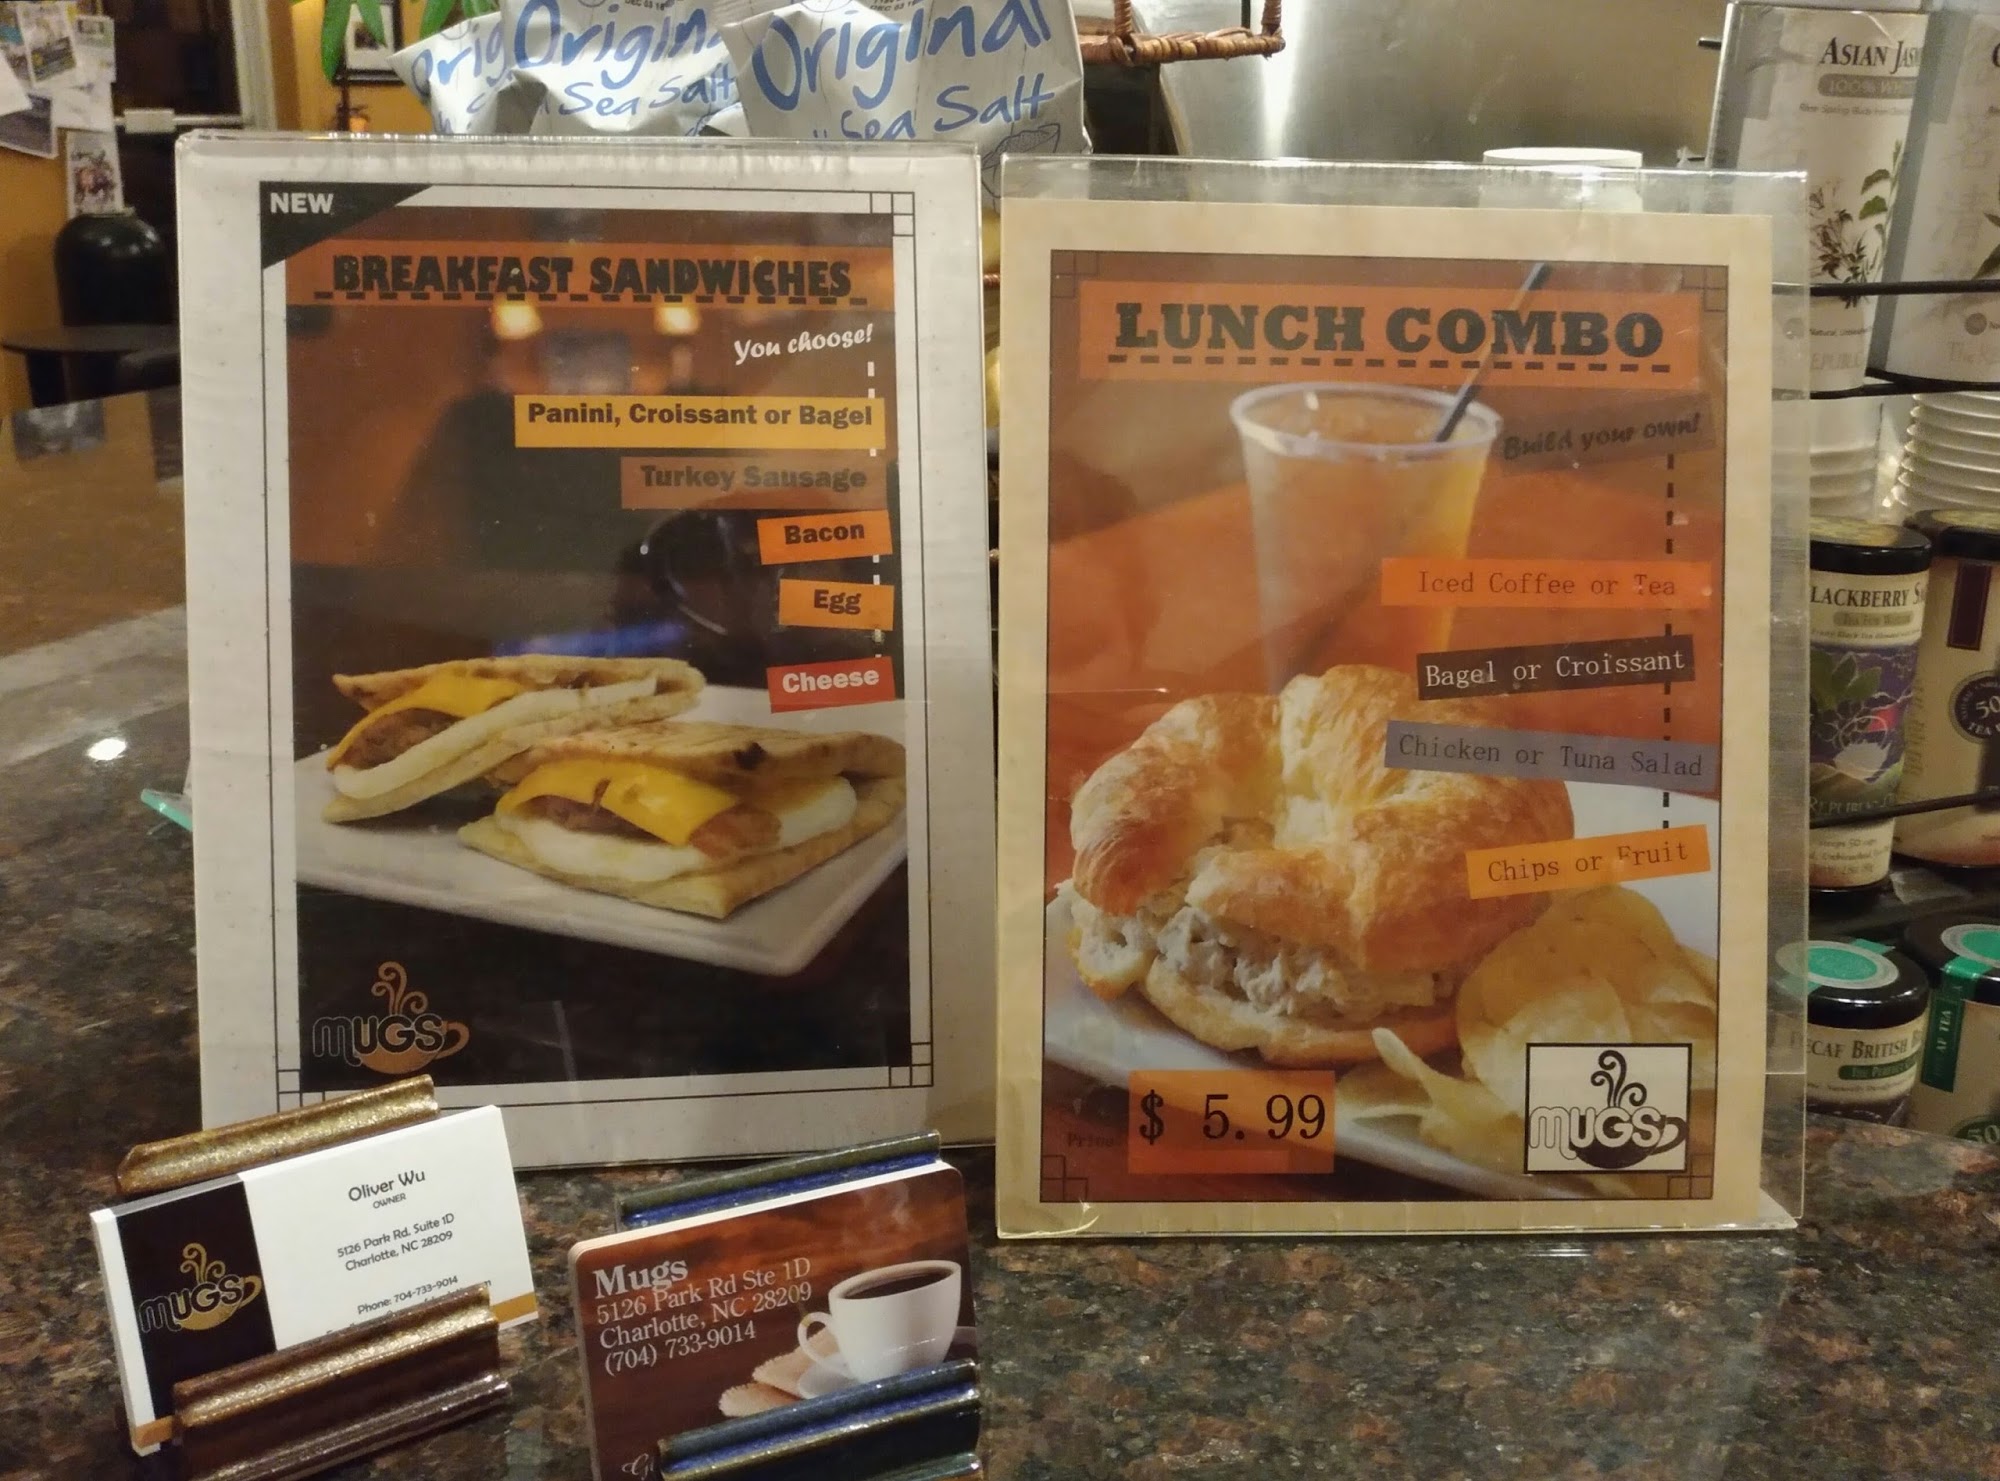 Original
Sea Salt
Original
Sea Salt
ASIAN
100%
NEW
BREAKFAST SANDWICHES
You choose!
Panini, Croissant or Bagel
Turkey Sausage
Bacon
Egg
Cheese
MUGS
LUNCH COMBO
Build your own!
Iced Coffee or Tea
Bagel or Croissant
Chicken or Tuna Salad
Chips or Fruit
Price
$ 5.99
MUGS
Oliver Wu
OWNER
5126 Park Rd. Suite 1D
Charlotte, NC 28209
Phone: 704-733-9014
MUGS
Mugs
5126 Park Rd Ste 1D
Charlotte, NC 28209
(704) 733-9014
BRITISH
50